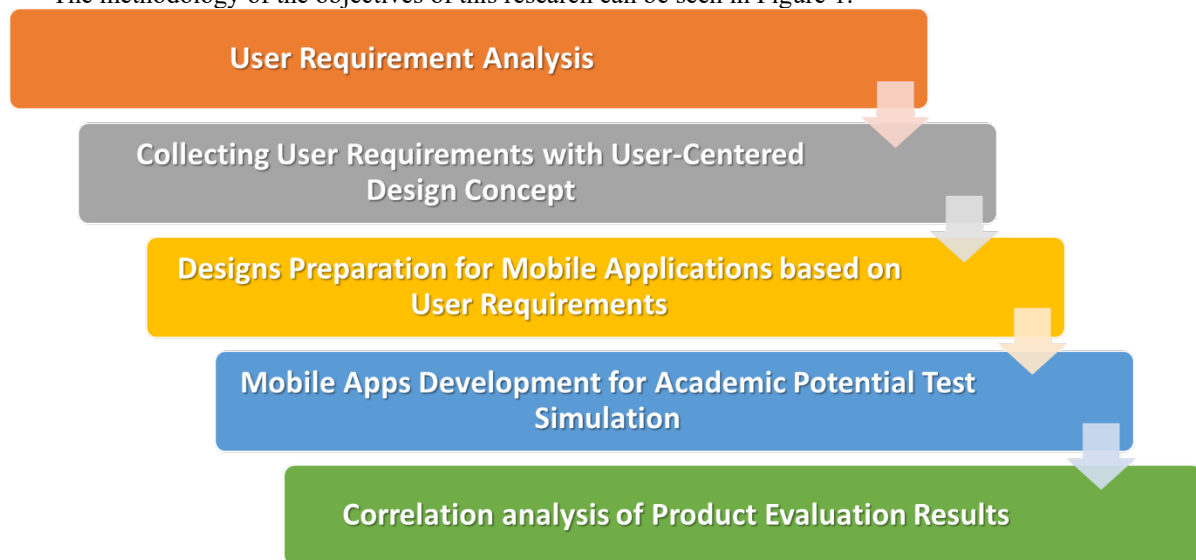 The methodology of the objectives of this research can be seen in Figure 1.
User Requirement Analysis
Collecting User Requirements with User-Centered
Design Concept
Designs Preparation for Mobile Applications based on
User Requirements
Mobile Apps Development for Academic Potential Test
Simulation
Correlation analysis of Product Evaluation Results